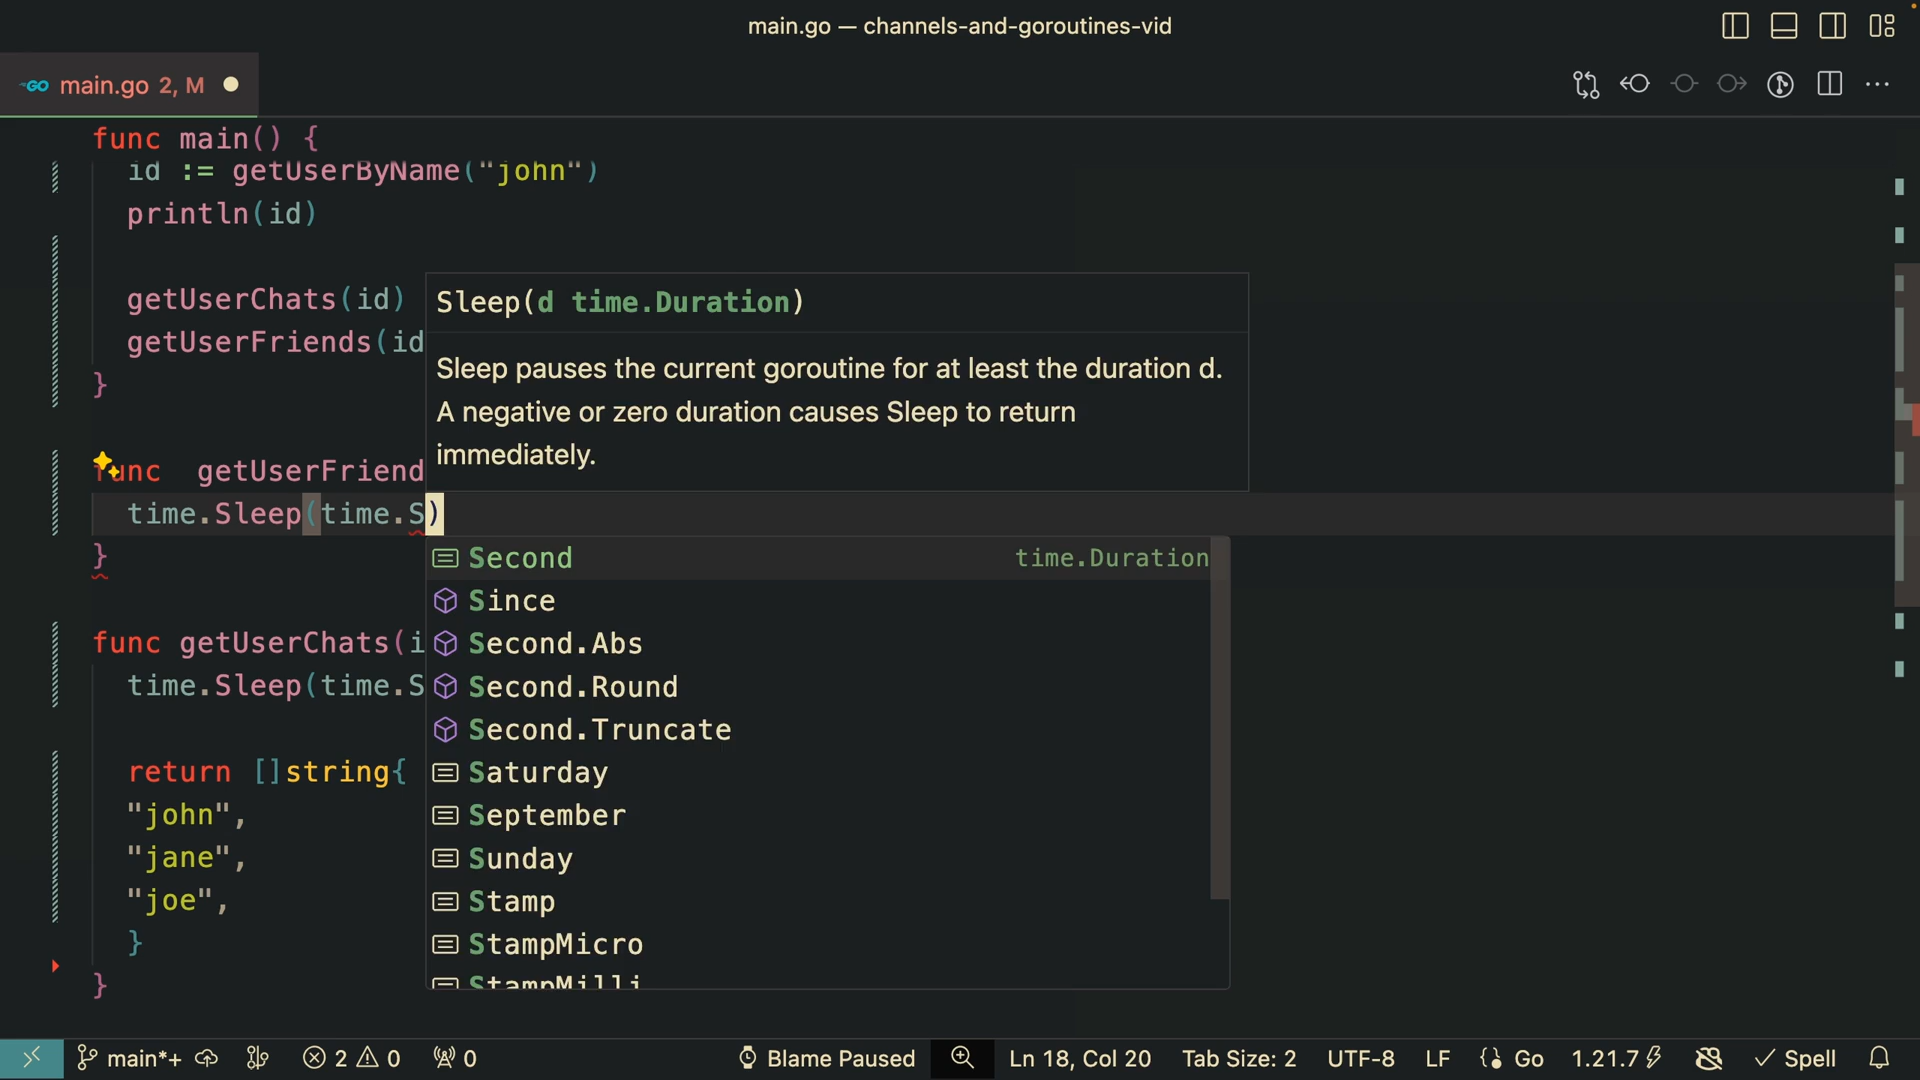 main.go — channels-and-goroutines-vid
GO main.go 2, M
func main() {
id := getUserByName("john")
println(id)
getUserChats(id)
getUserFriends(id
}
Sleep(d time.Duration)
Sleep pauses the current goroutine for at least the duration d.
A negative or zero duration causes Sleep to return
immediately.
func getUserFriend
time.Sleep(time.S)
}
Second time.Duration
Since
Second.Abs
Second.Round
Second.Truncate
Saturday
September
Sunday
Stamp
StampMicro
StampMilli
func getUserChats(i
time.Sleep(time.S
return []string{
"john",
"jane",
"joe",
}
}
main*+ 2 0 0 Blame Paused Ln 18, Col 20 Tab Size: 2 UTF-8 LF Go 1.21.7 Spell